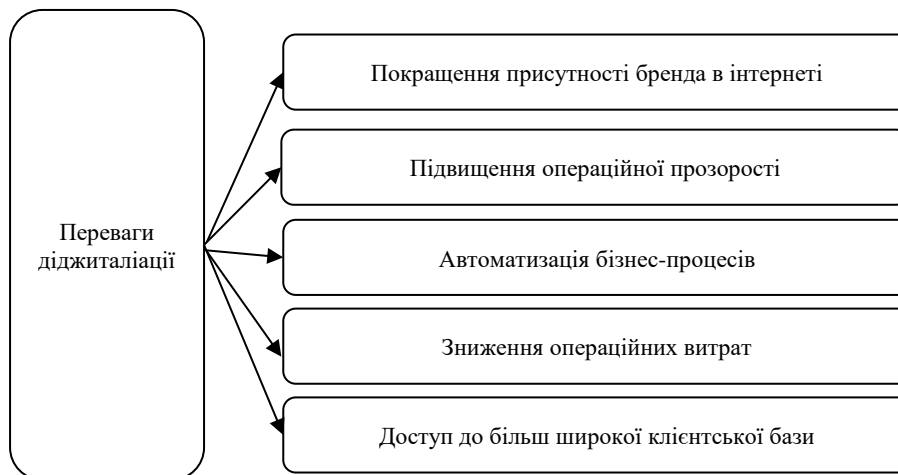 Покращення присутності бренда в інтернеті
Підвищення операційної прозорості
Переваги
діджиталіації
Автоматизація бізнес-процесів
Зниження операційних витрат
Доступ до більш широкої клієнтської бази